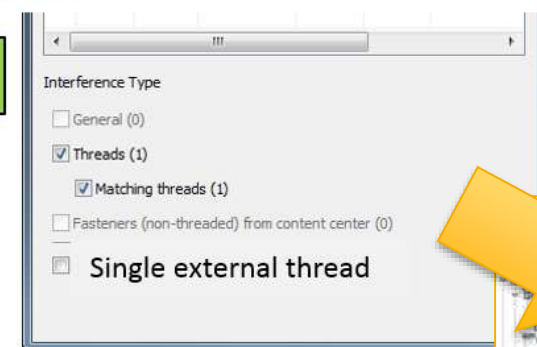 Interference Type
General (0)
Threads (1)
Matching threads (1)
Fasteners (non-threaded) from content center (0)
Single external thread